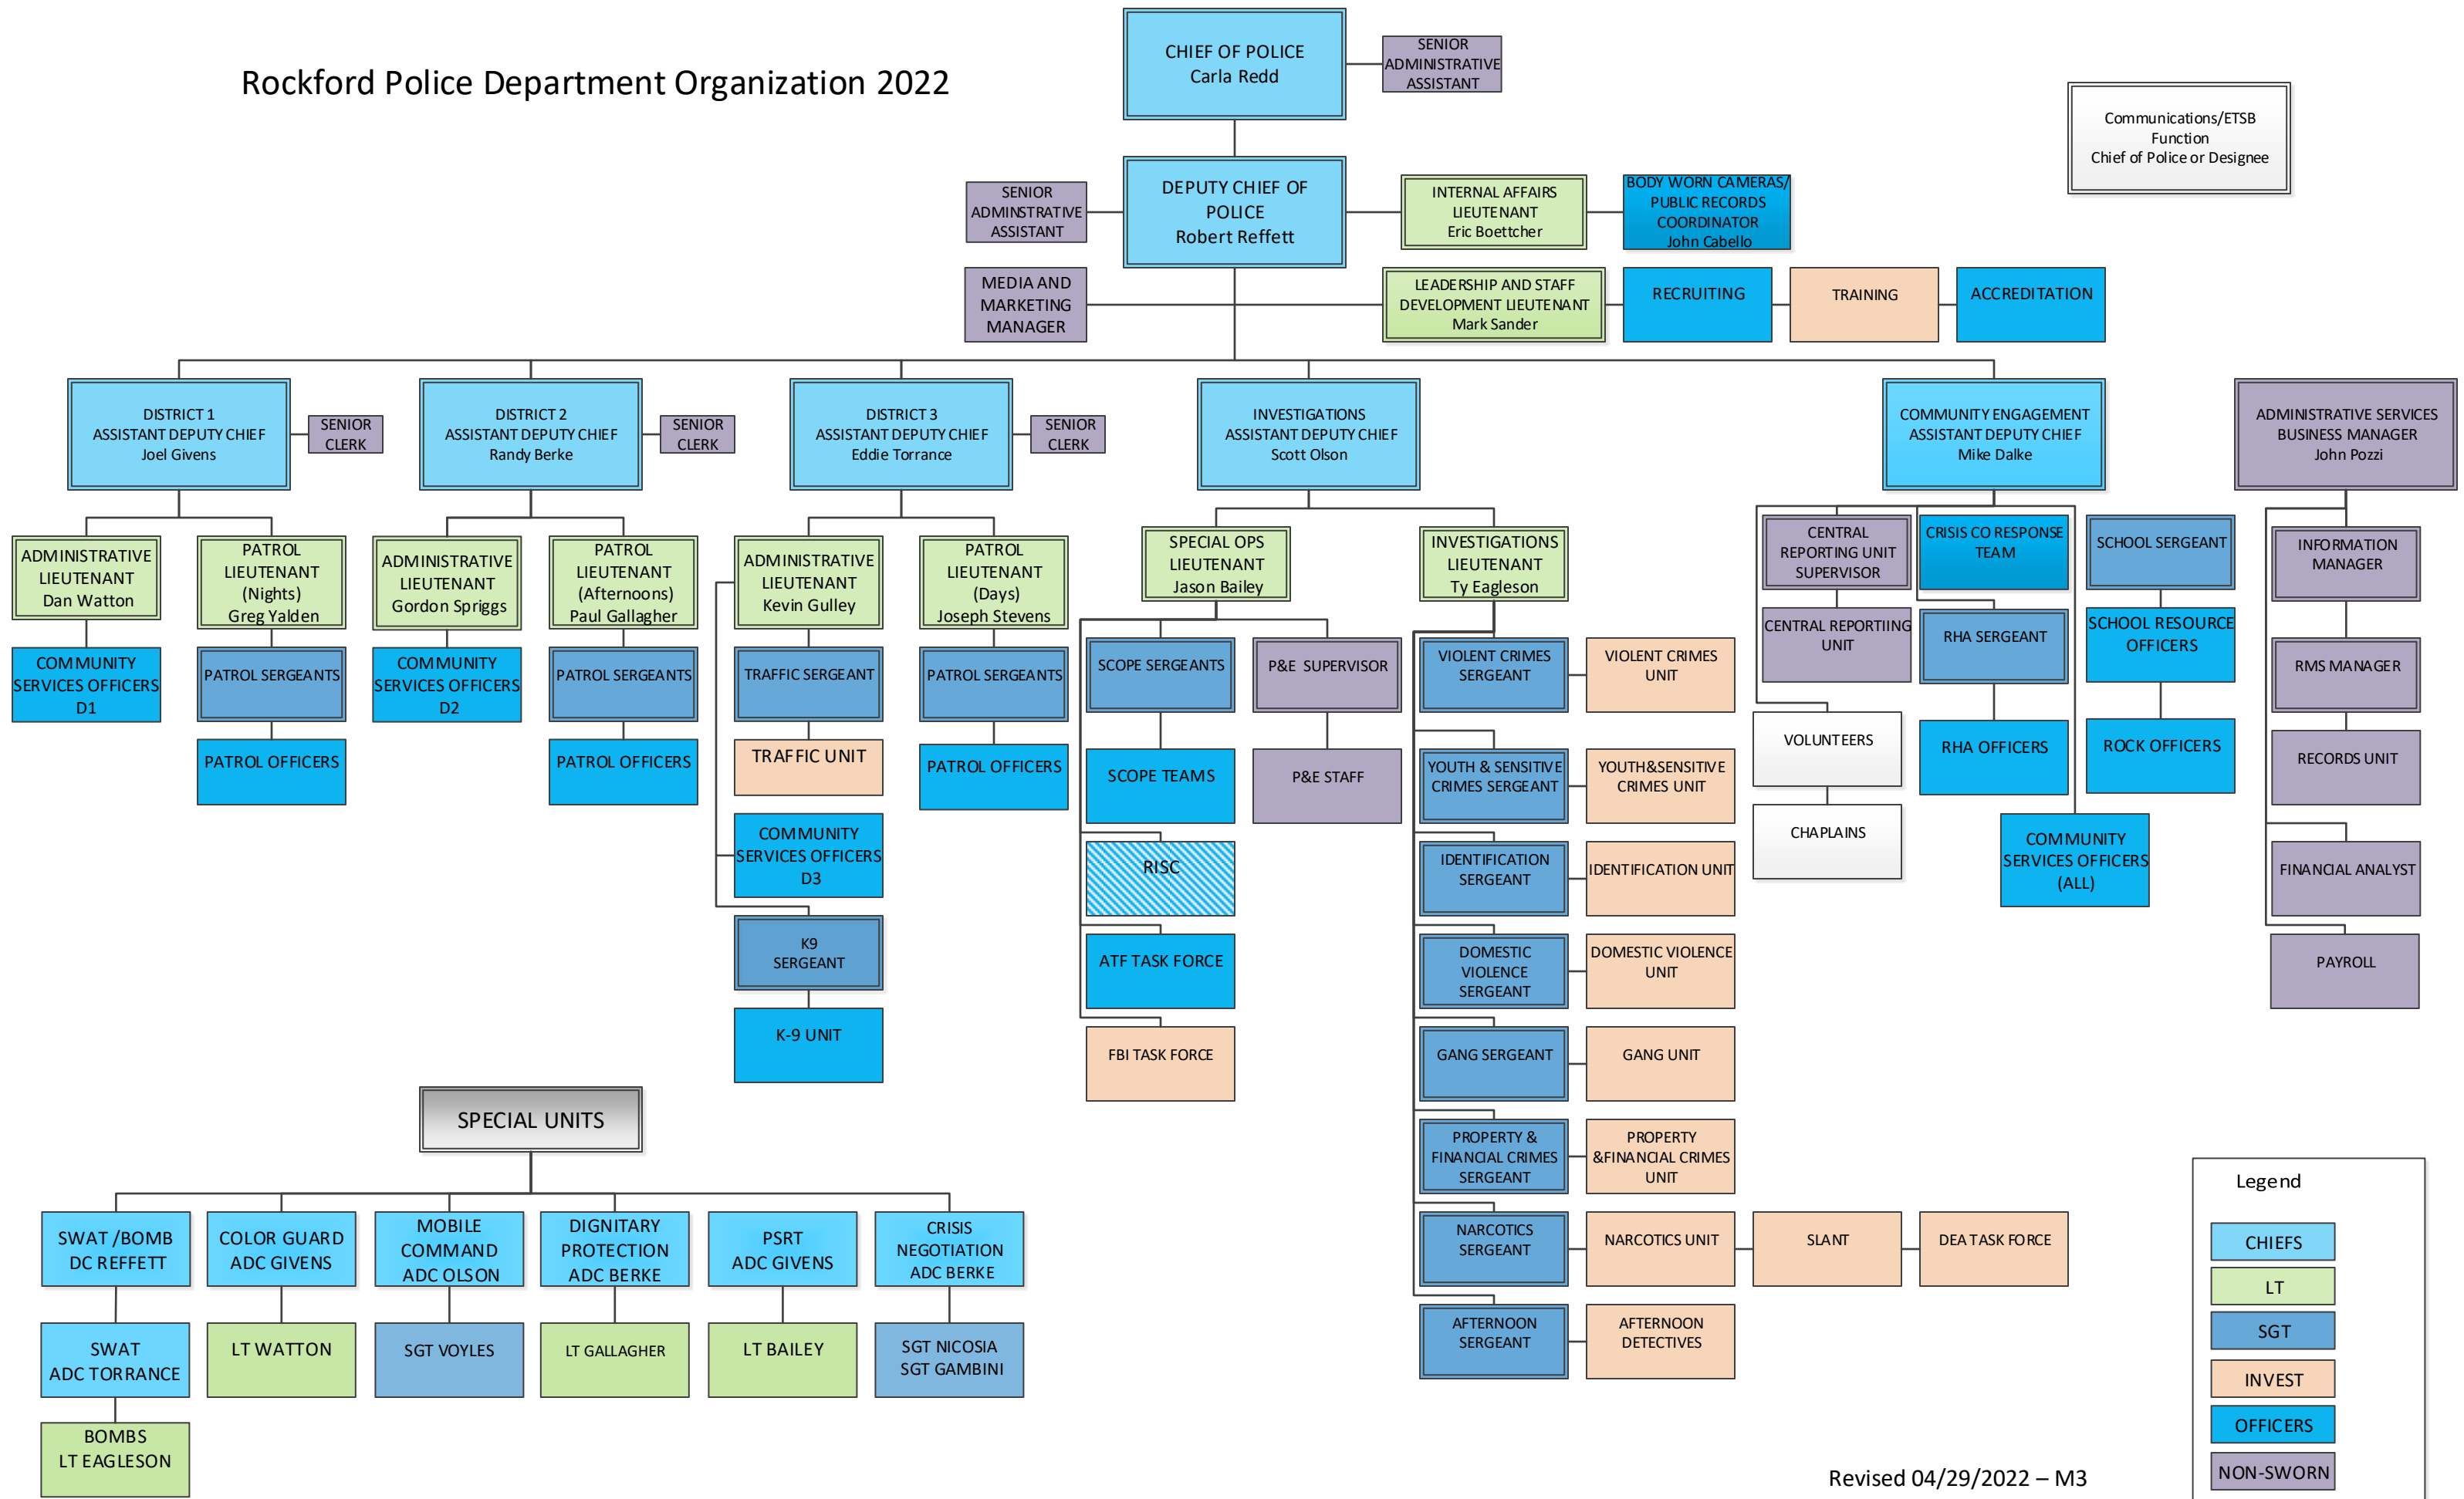 Rockford Police Department Organization 2022
CHIEF OF POLICE
Carla Redd
SENIOR
ADMINISTRATIVE
ASSISTANT
Communications/ETSB
Function
Chief of Police or Designee
SENIOR
ADMINSTRATIVE
ASSISTANT
DEPUTY CHIEF OF
POLICE
Robert Reffett
INTERNAL AFFAIRS
LIEUTENANT
Eric Boettcher
BODY WORN CAMERAS/
PUBLIC RECORDS
COORDINATOR
John Cabello
MEDIA AND
MARKETING
MANAGER
LEADERSHIP AND STAFF
DEVELOPMENT LIEUTENANT
Mark Sander
RECRUITING
TRAINING
ACCREDITATION
DISTRICT 1
ASSISTANT DEPUTY CHIEF
Joel Givens
SENIOR
CLERK
DISTRICT 2
ASSISTANT DEPUTY CHIEF
Randy Berke
SENIOR
CLERK
DISTRICT 3
ASSISTANT DEPUTY CHIEF
Eddie Torrance
SENIOR
CLERK
INVESTIGATIONS
ASSISTANT DEPUTY CHIEF
Scott Olson
COMMUNITY ENGAGEMENT
ASSISTANT DEPUTY CHIEF
Mike Dalke
ADMINISTRATIVE SERVICES
BUSINESS MANAGER
John Pozzi
ADMINISTRATIVE
LIEUTENANT
Dan Watton
COMMUNITY
SERVICES OFFICERS
D1
PATROL
LIEUTENANT
(Nights)
Greg Yalden
PATROL SERGEANTS
PATROL OFFICERS
ADMINISTRATIVE
LIEUTENANT
Gordon Spriggs
COMMUNITY
SERVICES OFFICERS
D2
PATROL
LIEUTENANT
(Afternoons)
Paul Gallagher
PATROL SERGEANTS
PATROL OFFICERS
ADMINISTRATIVE
LIEUTENANT
Kevin Gulley
TRAFFIC SERGEANT
TRAFFIC UNIT
COMMUNITY
SERVICES OFFICERS
D3
K9
SERGEANT
K-9 UNIT
PATROL
LIEUTENANT
(Days)
Joseph Stevens
PATROL SERGEANTS
PATROL OFFICERS
SPECIAL OPS
LIEUTENANT
Jason Bailey
SCOPE SERGEANTS
SCOPE TEAMS
P&E  SUPERVISOR
P&E STAFF
RISC
ATF TASK FORCE
FBI TASK FORCE
INVESTIGATIONS
LIEUTENANT
Ty Eagleson
VIOLENT CRIMES
SERGEANT
VIOLENT CRIMES
UNIT
YOUTH & SENSITIVE
CRIMES SERGEANT
YOUTH&SENSITIVE
CRIMES UNIT
IDENTIFICATION
SERGEANT
IDENTIFICATION UNIT
DOMESTIC
VIOLENCE
SERGEANT
DOMESTIC VIOLENCE
UNIT
GANG SERGEANT
GANG UNIT
PROPERTY &
FINANCIAL CRIMES
SERGEANT
PROPERTY
&FINANCIAL CRIMES
UNIT
NARCOTICS
SERGEANT
NARCOTICS UNIT
SLANT
DEA TASK FORCE
AFTERNOON
SERGEANT
AFTERNOON
DETECTIVES
CENTRAL
REPORTING UNIT
SUPERVISOR
CENTRAL REPORTIING
UNIT
CRISIS CO RESPONSE
TEAM
RHA SERGEANT
RHA OFFICERS
SCHOOL SERGEANT
SCHOOL RESOURCE
OFFICERS
ROCK OFFICERS
VOLUNTEERS
CHAPLAINS
COMMUNITY
SERVICES OFFICERS
(ALL)
INFORMATION
MANAGER
RMS MANAGER
RECORDS UNIT
FINANCIAL ANALYST
PAYROLL
SPECIAL UNITS
SWAT /BOMB
DC REFFETT
SWAT
ADC TORRANCE
BOMBS
LT EAGLESON
COLOR GUARD
ADC GIVENS
LT WATTON
MOBILE
COMMAND
ADC OLSON
SGT VOYLES
DIGNITARY
PROTECTION
ADC BERKE
LT GALLAGHER
PSRT
ADC GIVENS
LT BAILEY
CRISIS
NEGOTIATION
ADC BERKE
SGT NICOSIA
SGT GAMBINI
Legend
CHIEFS
LT
SGT
INVEST
OFFICERS
NON-SWORN
Revised 04/29/2022 – M3